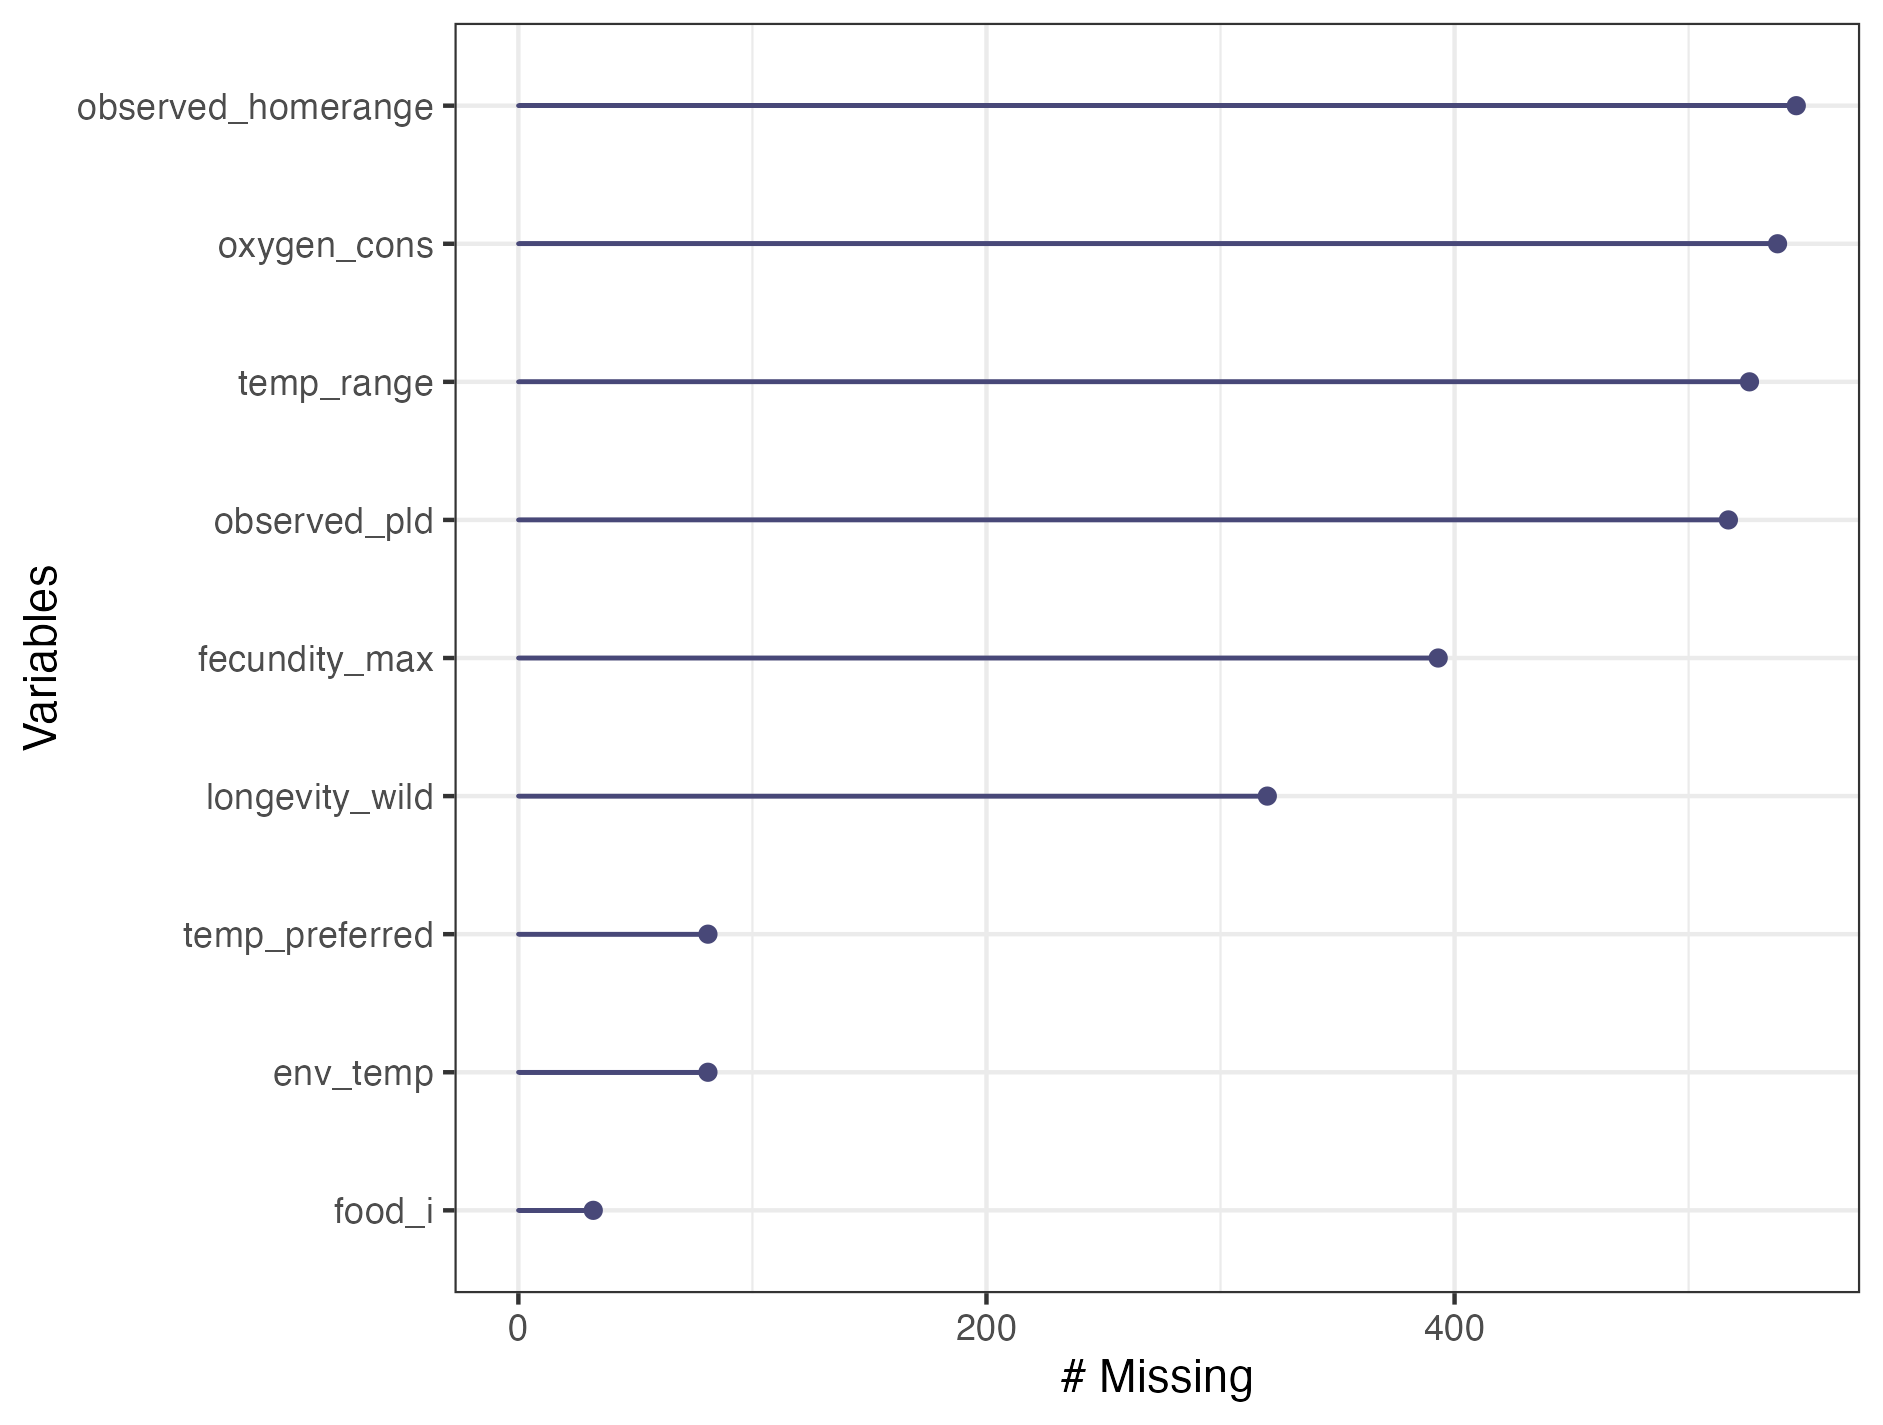 observed_homerange
oxygen_cons
temp_range
observed_pld
fecundity_max
longevity_wild
temp_preferred
env_temp
food_i
Variables
0 200 400
# Missing